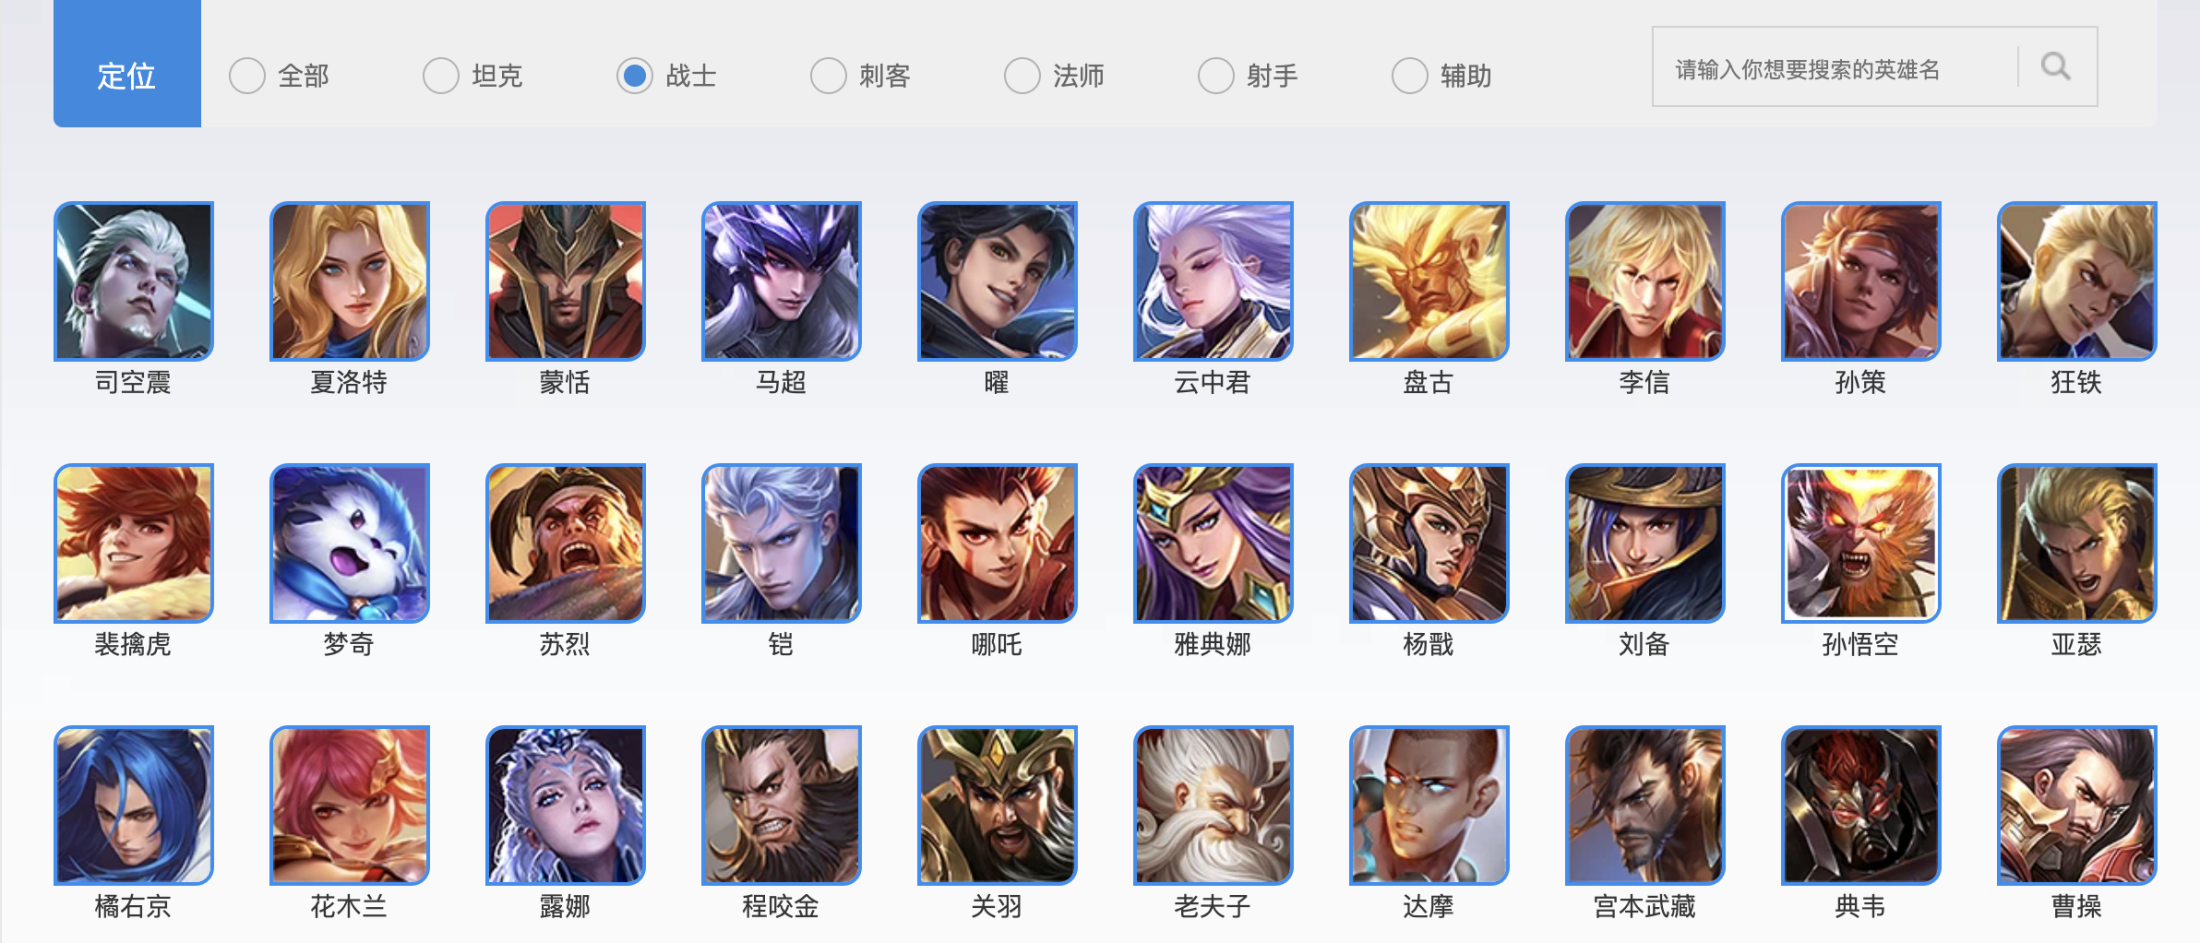 定位 全部 坦克 战士 刺客 法师 射手 辅助 请输入你想要搜索的英雄名
司空震 夏洛特 蒙恬 马超 曜 云中君 盘古 李信 孙策 狂铁
裴擒虎 梦奇 苏烈 铠 哪吒 雅典娜 杨戬 刘备 孙悟空 亚瑟
橘右京 花木兰 露娜 程咬金 关羽 老夫子 达摩 宫本武藏 典韦 曹操